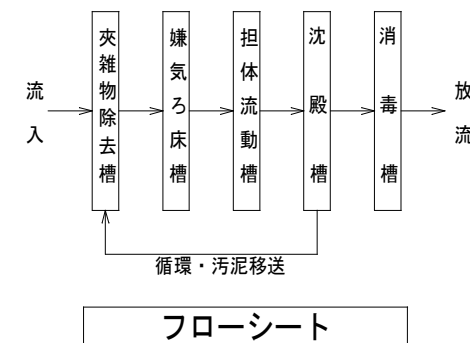 流入
夾雑物除去槽
嫌気ろ床槽
担体流動槽
沈殿槽
消毒槽
放流
循環・汚泥移送
フローシート